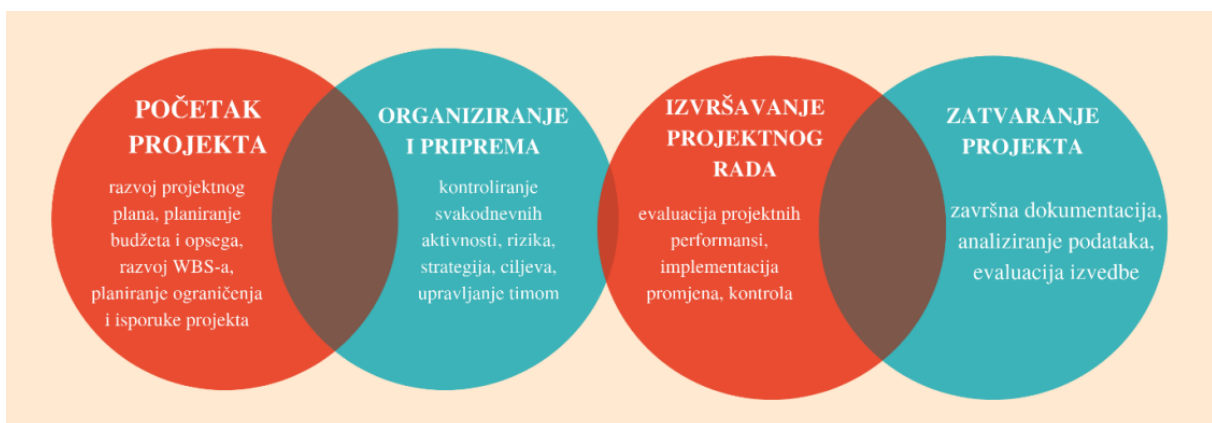 POČETAK
PROJEKTA
razvoj projektnog
plana, planiranje
budžeta i opsega,
razvoj WBS-a,
planiranje ograničenja
i isporuke projekta
ORGANIZIRANJE
I PRIPREMA
kontroliranje
svakodnevnih
aktivnosti, rizika,
strategija, ciljeva,
upravljanje timom
IZVRŠAVANJE
PROJEKTNOG
RADA
evaluacija projektnih
performansi,
implementacija
promjena, kontrola
ZATVARANJE
PROJEKTA
završna dokumentacija,
analiziranje podataka,
evaluacija izvedbe